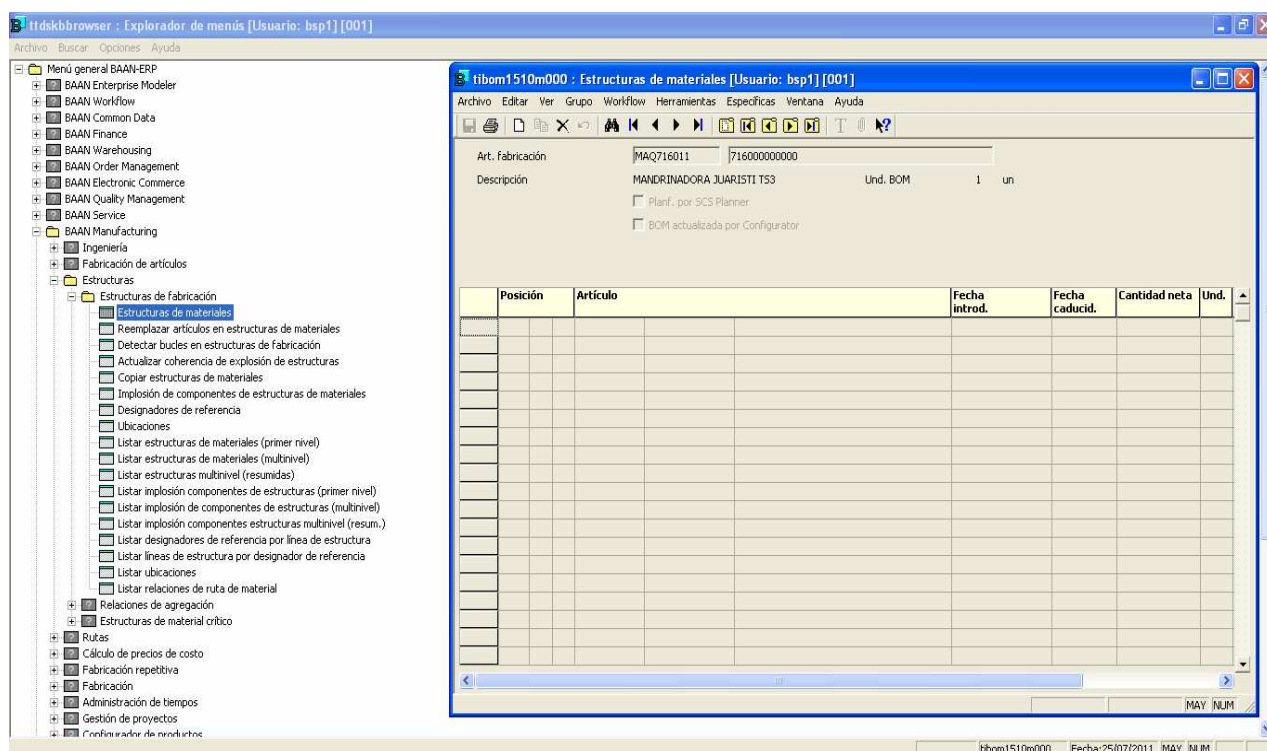 ttdskbbrowser : Explorador de menús [Usuario: bsp1] [001]
Archivo Buscar Opciones Ayuda
Menú general BAAN-ERP
BAAN Enterprise Modeler
BAAN Workflow
BAAN Common Data
BAAN Finance
BAAN Warehousing
BAAN Order Management
BAAN Electronic Commerce
BAAN Quality Management
BAAN Service
BAAN Manufacturing
Ingeniería
Fabricación de artículos
Estructuras
Estructuras de fabricación
Estructuras de materiales
Reemplazar artículos en estructuras de materiales
Detectar bucles en estructuras de fabricación
Actualizar coherencia de explosión de estructuras
Copiar estructuras de materiales
Implosión de componentes de estructuras de materiales
Designadores de referencia
Ubicaciones
Listar estructuras de materiales (primer nivel)
Listar estructuras de materiales (multinivel)
Listar estructuras multinivel (resumidas)
Listar implosión componentes de estructuras (primer nivel)
Listar implosión de componentes de estructuras (multinivel)
Listar implosión componentes estructuras multinivel (resum.)
Listar designadores de referencia por línea de estructura
Listar líneas de estructura por designador de referencia
Listar ubicaciones
Listar relaciones de ruta de material
Relaciones de agregación
Estructuras de material crítico
Rutas
Cálculo de precios de costo
Fabricación repetitiva
Fabricación
Administración de tiempos
Gestión de proyectos
Configurador de productos
tibom1510m000 : Estructuras de materiales [Usuario: bsp1] [001]
Archivo Editar Ver Grupo Workflow Herramientas Específicas Ventana Ayuda
Art. fabricación MAQ716011 716000000000
Descripción MANDRINADORA JUARISTI TS3 Und. BOM 1 un
Planf. por SCS Planner
BOM actualizada por Configurator
Posición Artículo Fecha introd. Fecha caducid. Cantidad neta Und.
MAY NUM
tibom1510m000 Fecha:25/07/2011 MAY NUM